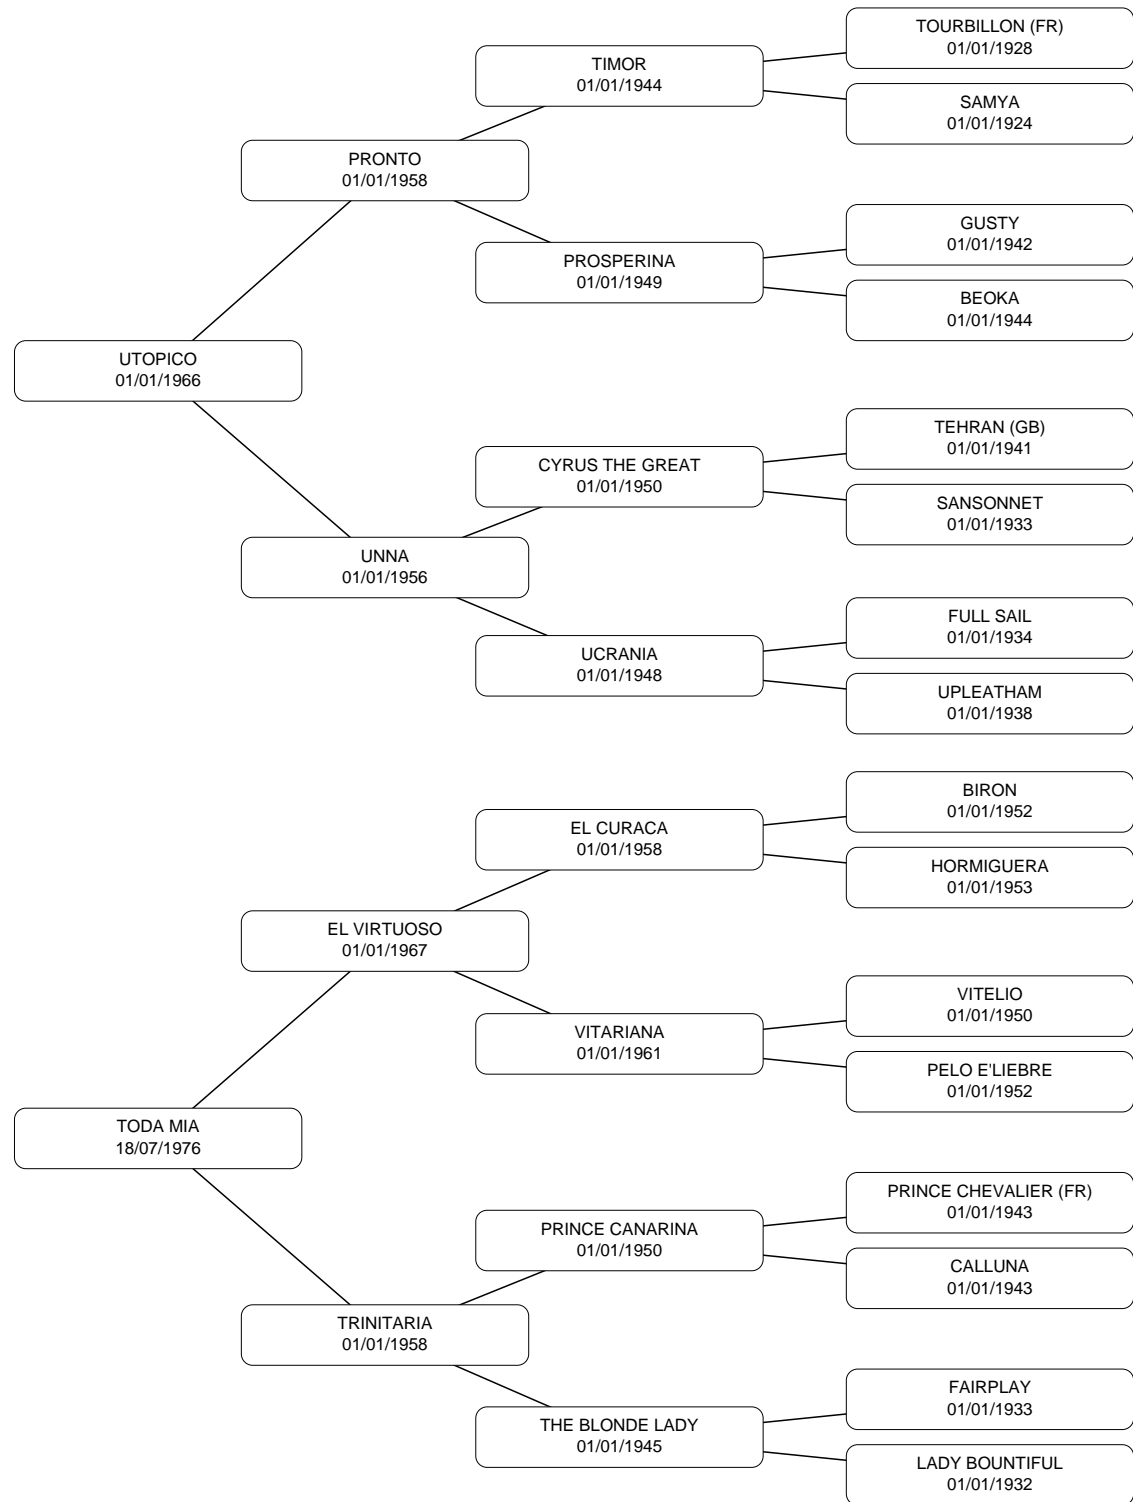 TOURBILLON (FR)
01/01/1928
TIMOR
01/01/1944
SAMYA
01/01/1924
PRONTO
01/01/1958
GUSTY
01/01/1942
PROSPERINA
01/01/1949
BEOKA
01/01/1944
UTOPICO
01/01/1966
TEHRAN (GB)
01/01/1941
CYRUS THE GREAT
01/01/1950
SANSONNET
01/01/1933
UNNA
01/01/1956
FULL SAIL
01/01/1934
UCRANIA
01/01/1948
UPLEATHAM
01/01/1938
BIRON
01/01/1952
EL CURACA
01/01/1958
HORMIGUERA
01/01/1953
EL VIRTUOSO
01/01/1967
VITELIO
01/01/1950
VITARIANA
01/01/1961
PELO E'LIEBRE
01/01/1952
TODA MIA
18/07/1976
PRINCE CHEVALIER (FR)
01/01/1943
PRINCE CANARINA
01/01/1950
CALLUNA
01/01/1943
TRINITARIA
01/01/1958
FAIRPLAY
01/01/1933
THE BLONDE LADY
01/01/1945
LADY BOUNTIFUL
01/01/1932